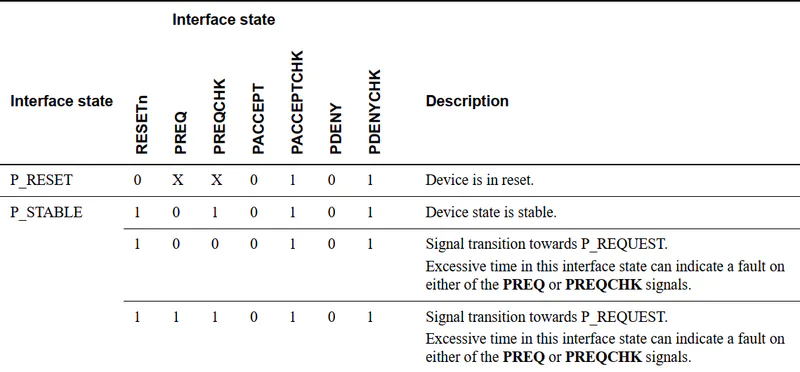 Interface state
Interface state RESETn PREQ PREQCHK PACCEPT PACCEPTCHK PDENY PDENYCHK Description
P_RESET 0 X X 0 1 0 1 Device is in reset.
P_STABLE 1 0 1 0 1 0 1 Device state is stable.
1 0 0 0 1 0 1 Signal transition towards P_REQUEST.
Excessive time in this interface state can indicate a fault on
either of the PREQ or PREQCHK signals.
1 1 1 0 1 0 1 Signal transition towards P_REQUEST.
Excessive time in this interface state can indicate a fault on
either of the PREQ or PREQCHK signals.